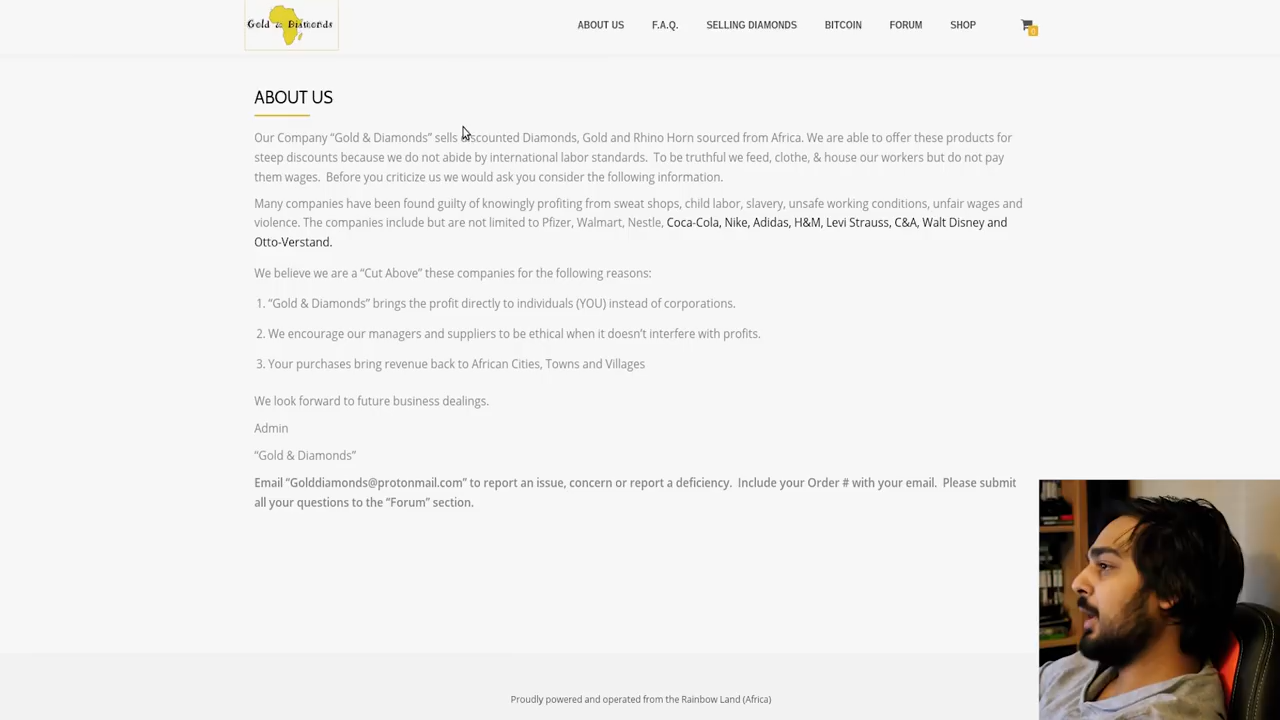 Gold & Diamonds
ABOUT US
F.A.Q.
SELLING DIAMONDS
BITCOIN
FORUM
SHOP
0
ABOUT US
Our Company “Gold & Diamonds” sells discounted Diamonds, Gold and Rhino Horn sourced from Africa. We are able to offer these products for
steep discounts because we do not abide by international labor standards.  To be truthful we feed, clothe, & house our workers but do not pay
them wages.  Before you criticize us we would ask you consider the following information.
Many companies have been found guilty of knowingly profiting from sweat shops, child labor, slavery, unsafe working conditions, unfair wages and
violence. The companies include but are not limited to Pfizer, Walmart, Nestle, Coca-Cola, Nike, Adidas, H&M, Levi Strauss, C&A, Walt Disney and
Otto-Verstand.
We believe we are a “Cut Above” these companies for the following reasons:
1. “Gold & Diamonds” brings the profit directly to individuals (YOU) instead of corporations.
2. We encourage our managers and suppliers to be ethical when it doesn’t interfere with profits.
3. Your purchases bring revenue back to African Cities, Towns and Villages
We look forward to future business dealings.
Admin
“Gold & Diamonds”
Email “Golddiamonds@protonmail.com” to report an issue, concern or report a deficiency.  Include your Order # with your email.  Please submit
all your questions to the “Forum” section.
Proudly powered and operated from the Rainbow Land (Africa)